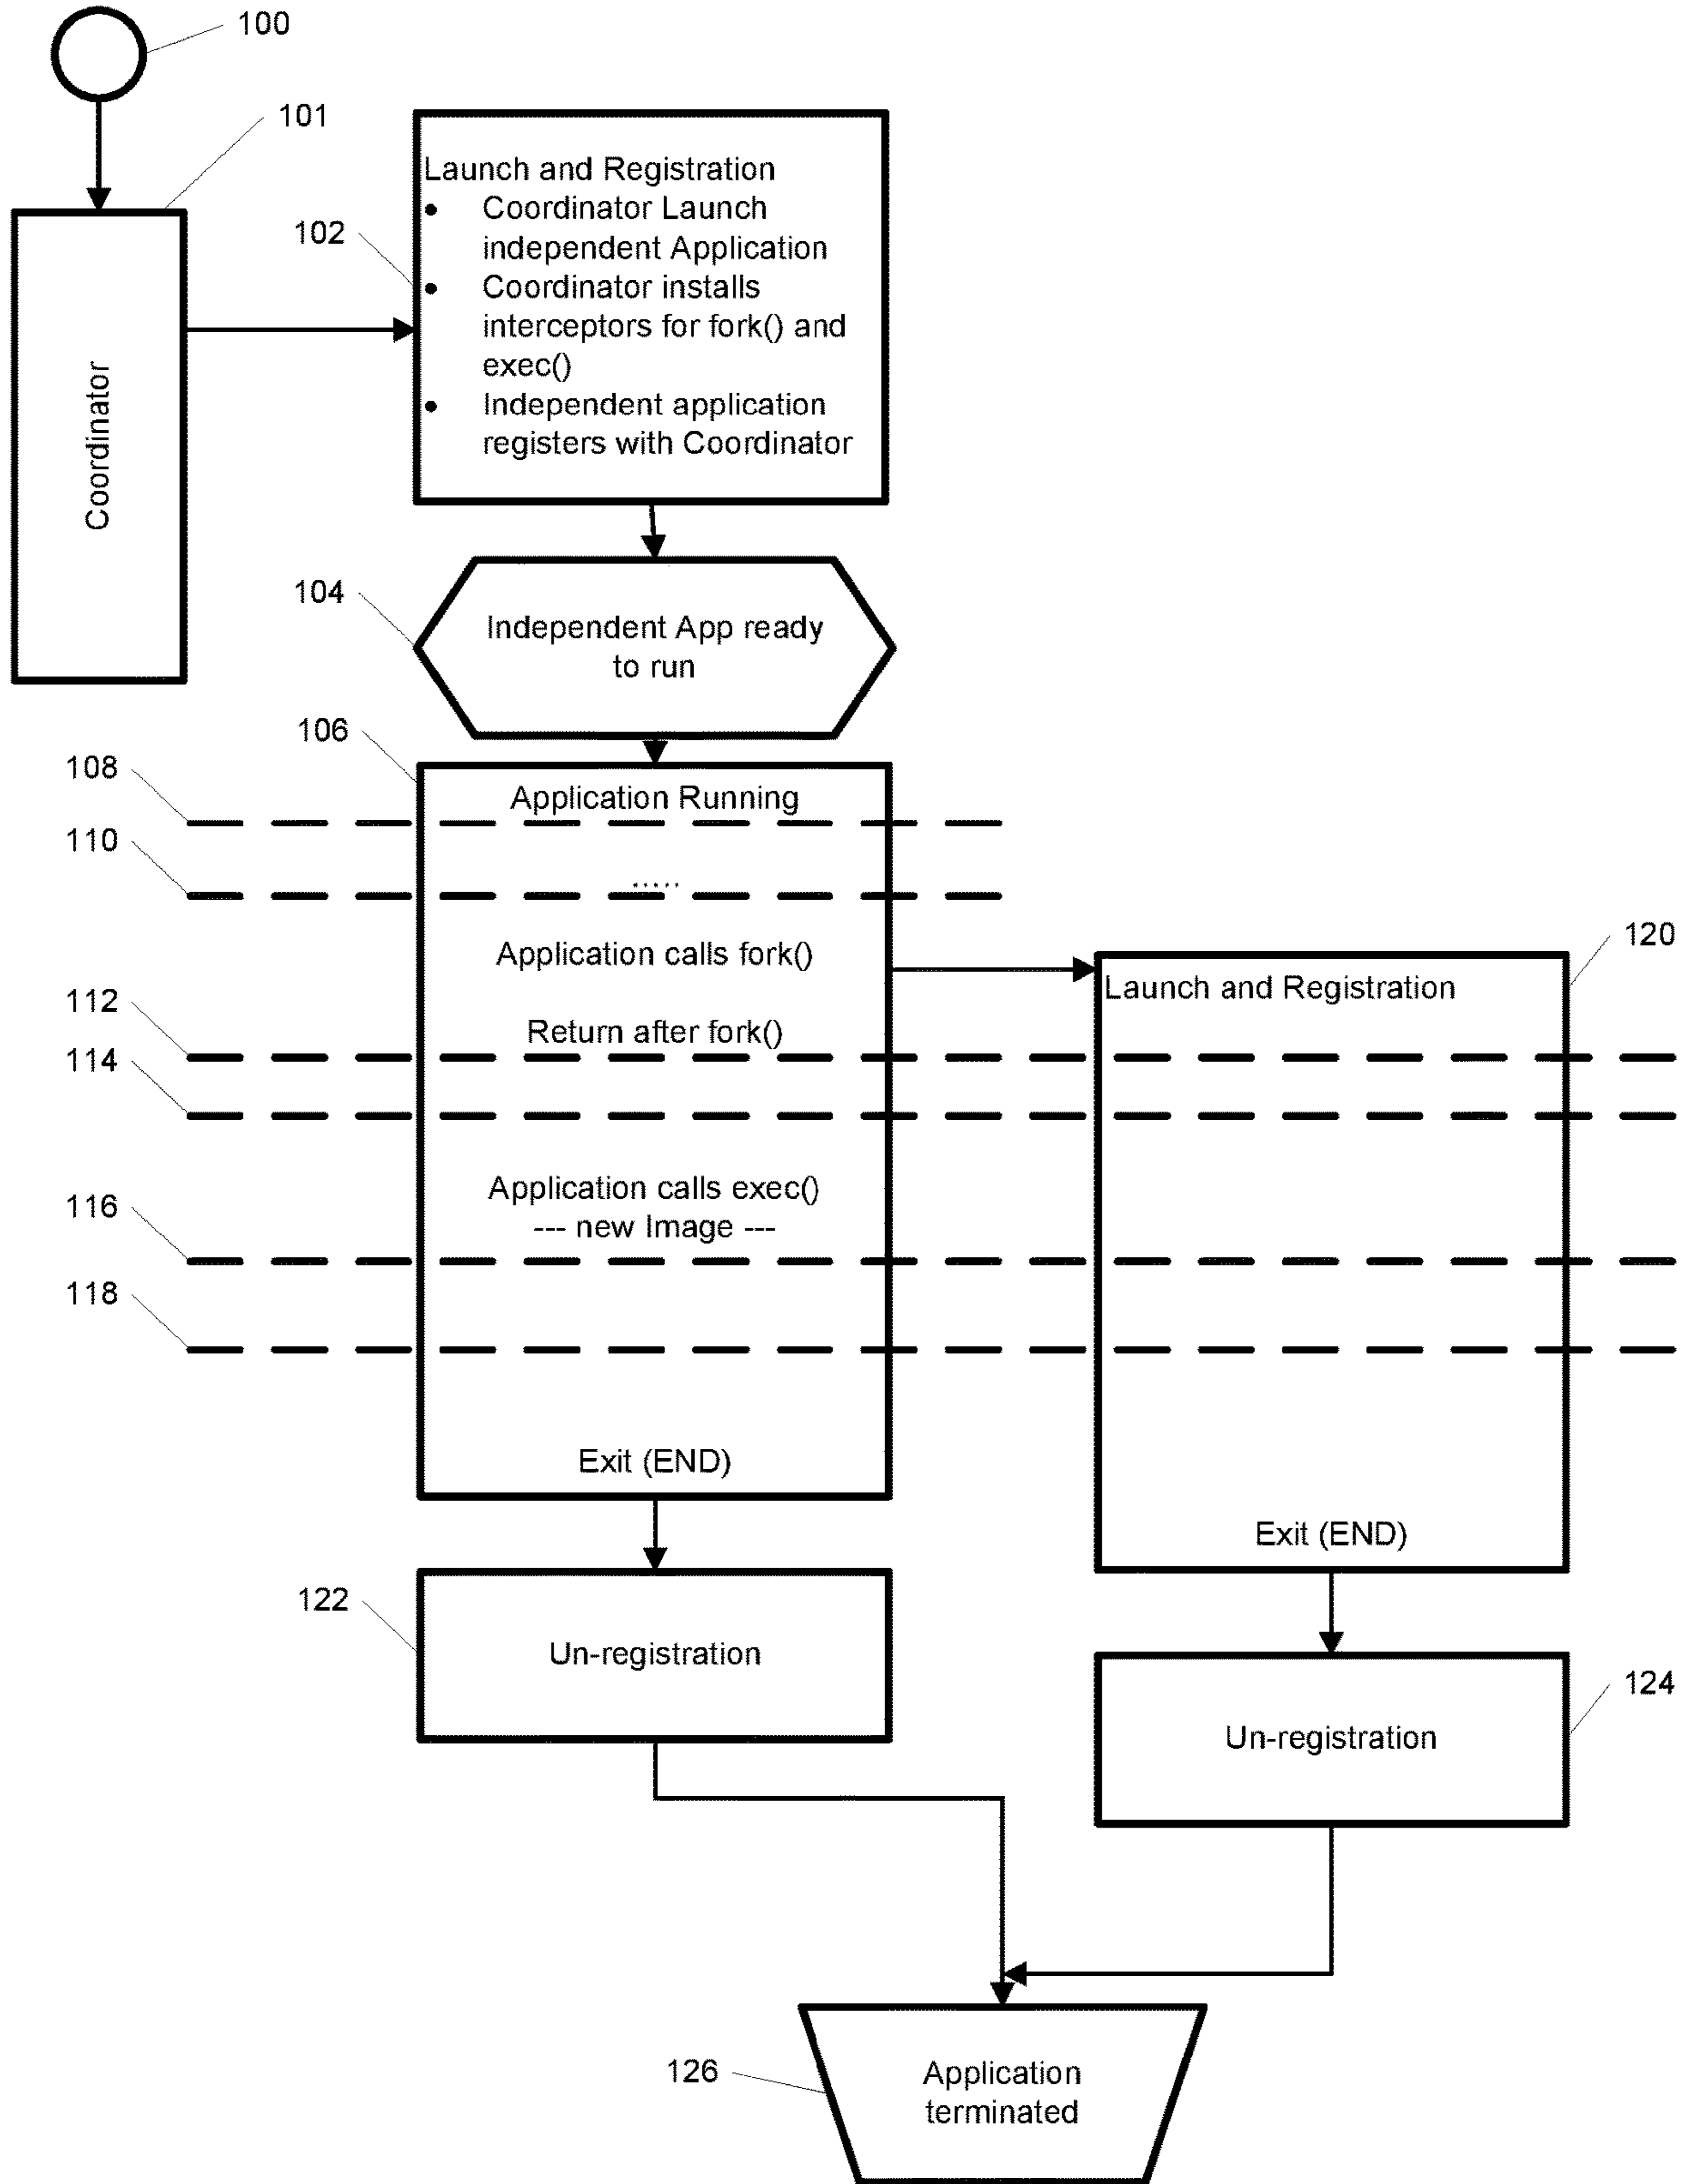 100
101
Coordinator
102
Launch and Registration
• Coordinator Launch
independent Application
• Coordinator installs
interceptors for fork() and
exec()
• Independent application
registers with Coordinator
104
Independent App ready
to run
106
108
Application Running
110
.....
Application calls fork()
120
Launch and Registration
112
Return after fork()
114
116
Application calls exec()
--- new Image ---
118
Exit (END)
Exit (END)
122
Un-registration
124
Un-registration
126
Application
terminated